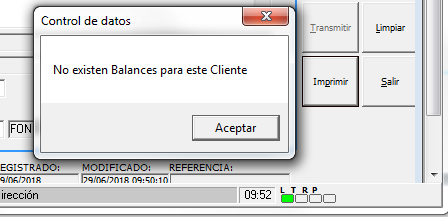 Control de datos
No existen Balances para este Cliente
Aceptar
Transmitir Limpiar
Imprimir Salir
FON
EGISTRADO: MODIFICADO: REFERENCIA:
29/06/2018 29/06/2018 09:50:10
irección 09:52 L T R P